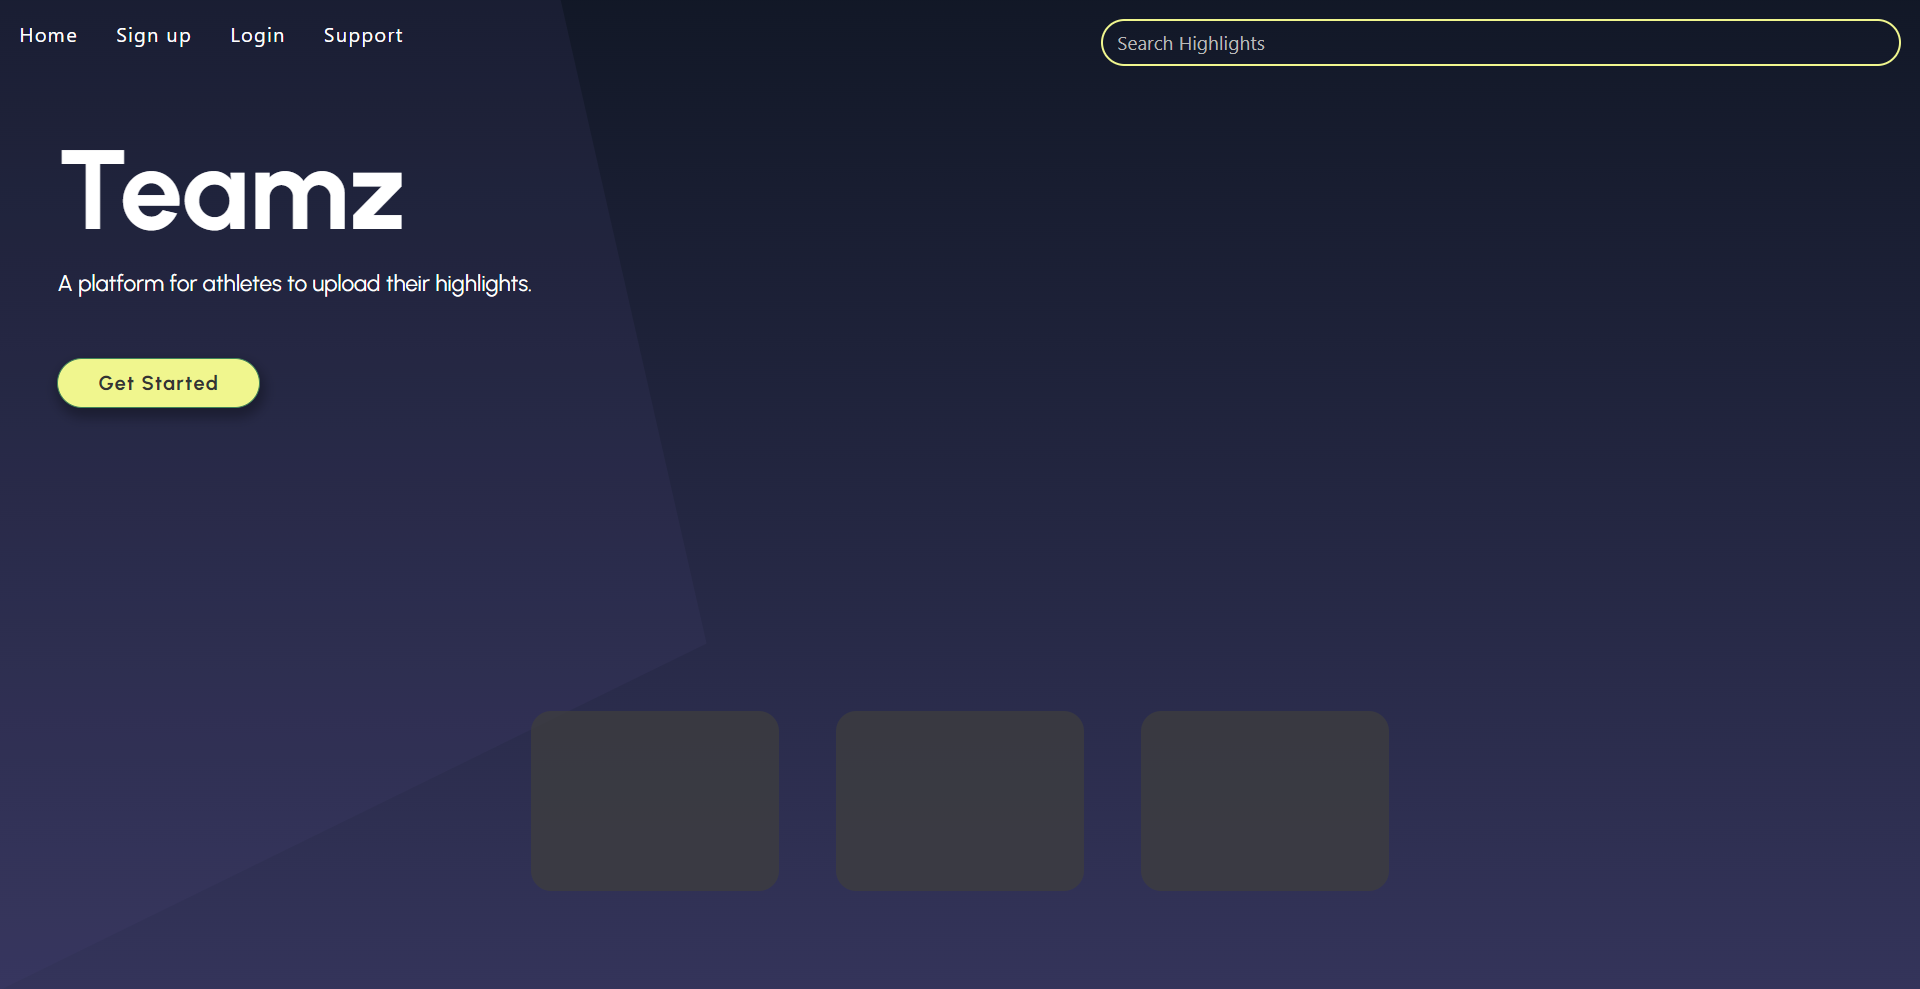 Home Sign up Login Support
Search Highlights
Teamz
A platform for athletes to upload their highlights.
Get Started